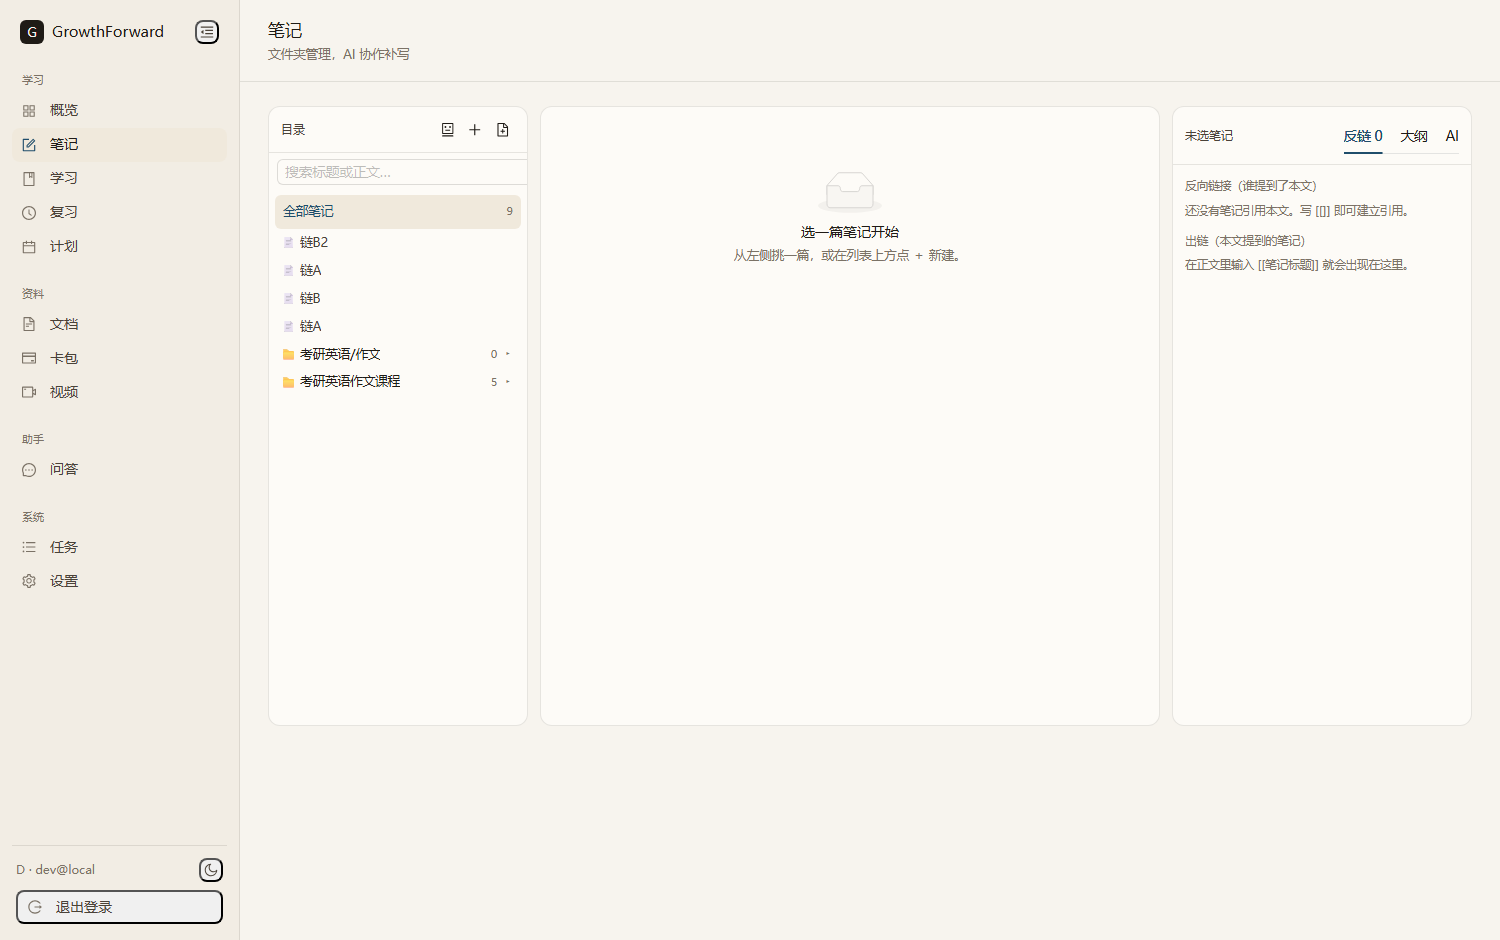 G GrowthForward
学习
概览
笔记
学习
复习
计划
资料
文档
卡包
视频
助手
问答
系统
任务
设置
D · dev@local
退出登录
笔记
文件夹管理，AI 协作补写
目录
搜索标题或正文...
全部笔记 9
链B2
链A
链B
链A
考研英语/作文 0
考研英语作文课程 5
选一篇笔记开始
从左侧挑一篇，或在列表上方点 + 新建。
未选笔记 反链 0 大纲 AI
反向链接（谁提到了本文）
还没有笔记引用本文。写 [[]] 即可建立引用。
出链（本文提到的笔记）
在正文里输入 [[笔记标题]] 就会出现在这里。